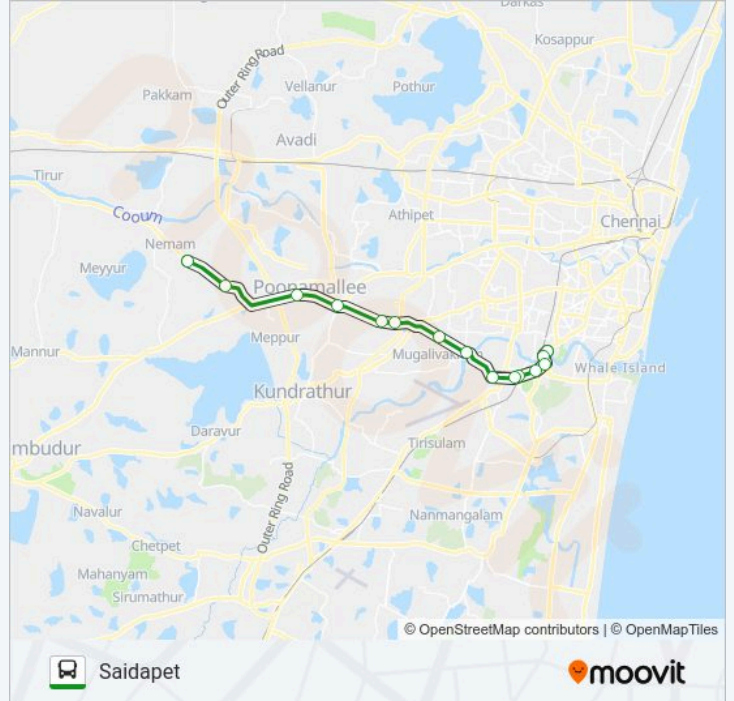 Darkas
Kosappur
Outer Ring Road
Vellanur
Pothur
Pakkam
Avadi
Tirur
Athipet
Cooum
Chennai
Nemam
Meyyur
Poonamallee
Meppur
Mannur
Mugalivakkam
Whale Island
Kundrathur
Daravur
Tirisulam
mbudur
Outer Ring Road
Navalur
Nanmangalam
Chetpet
Mahanyam
Sirumathur
© OpenStreetMap contributors | © OpenMapTiles
Saidapet
moovit